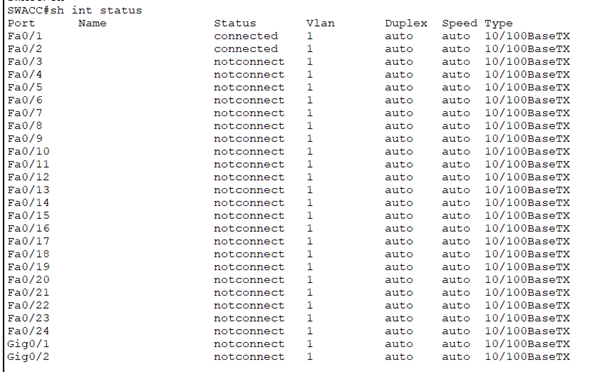 SWACC#sh int status
Port Name Status Vlan Duplex Speed Type
Fa0/1 connected 1 auto auto 10/100BaseTX
Fa0/2 connected 1 auto auto 10/100BaseTX
Fa0/3 notconnect 1 auto auto 10/100BaseTX
Fa0/4 notconnect 1 auto auto 10/100BaseTX
Fa0/5 notconnect 1 auto auto 10/100BaseTX
Fa0/6 notconnect 1 auto auto 10/100BaseTX
Fa0/7 notconnect 1 auto auto 10/100BaseTX
Fa0/8 notconnect 1 auto auto 10/100BaseTX
Fa0/9 notconnect 1 auto auto 10/100BaseTX
Fa0/10 notconnect 1 auto auto 10/100BaseTX
Fa0/11 notconnect 1 auto auto 10/100BaseTX
Fa0/12 notconnect 1 auto auto 10/100BaseTX
Fa0/13 notconnect 1 auto auto 10/100BaseTX
Fa0/14 notconnect 1 auto auto 10/100BaseTX
Fa0/15 notconnect 1 auto auto 10/100BaseTX
Fa0/16 notconnect 1 auto auto 10/100BaseTX
Fa0/17 notconnect 1 auto auto 10/100BaseTX
Fa0/18 notconnect 1 auto auto 10/100BaseTX
Fa0/19 notconnect 1 auto auto 10/100BaseTX
Fa0/20 notconnect 1 auto auto 10/100BaseTX
Fa0/21 notconnect 1 auto auto 10/100BaseTX
Fa0/22 notconnect 1 auto auto 10/100BaseTX
Fa0/23 notconnect 1 auto auto 10/100BaseTX
Fa0/24 notconnect 1 auto auto 10/100BaseTX
Gig0/1 notconnect 1 auto auto 10/100BaseTX
Gig0/2 notconnect 1 auto auto 10/100BaseTX